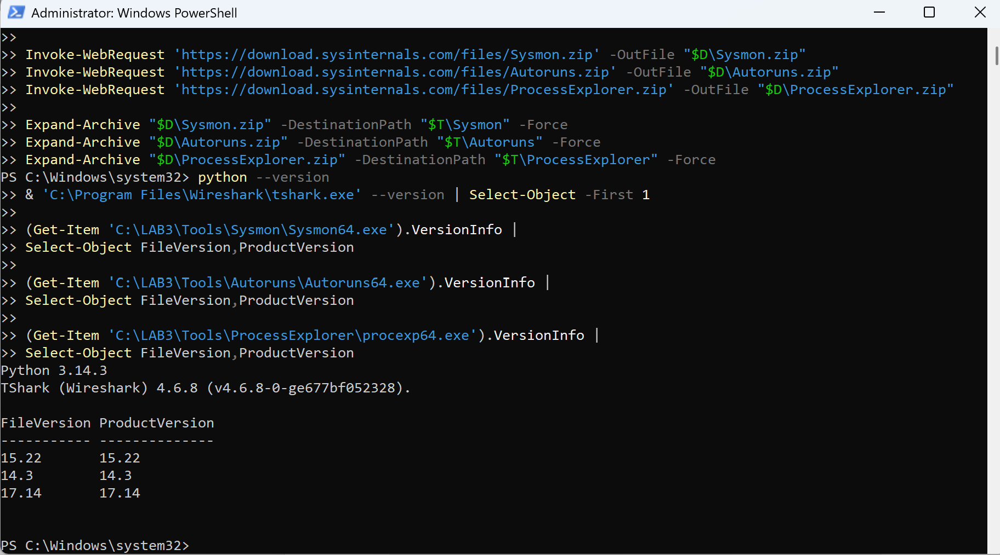 Administrator: Windows PowerShell
>>
>> Invoke-WebRequest 'https://download.sysinternals.com/files/Sysmon.zip' -OutFile "$D\Sysmon.zip"
>> Invoke-WebRequest 'https://download.sysinternals.com/files/Autoruns.zip' -OutFile "$D\Autoruns.zip"
>> Invoke-WebRequest 'https://download.sysinternals.com/files/ProcessExplorer.zip' -OutFile "$D\ProcessExplorer.zip"
>>
>> Expand-Archive "$D\Sysmon.zip" -DestinationPath "$T\Sysmon" -Force
>> Expand-Archive "$D\Autoruns.zip" -DestinationPath "$T\Autoruns" -Force
>> Expand-Archive "$D\ProcessExplorer.zip" -DestinationPath "$T\ProcessExplorer" -Force
PS C:\Windows\system32> python --version
>> & 'C:\Program Files\Wireshark\tshark.exe' --version | Select-Object -First 1
>>
>> (Get-Item 'C:\LAB3\Tools\Sysmon\Sysmon64.exe').VersionInfo |
>> Select-Object FileVersion,ProductVersion
>>
>> (Get-Item 'C:\LAB3\Tools\Autoruns\Autoruns64.exe').VersionInfo |
>> Select-Object FileVersion,ProductVersion
>>
>> (Get-Item 'C:\LAB3\Tools\ProcessExplorer\procexp64.exe').VersionInfo |
>> Select-Object FileVersion,ProductVersion
Python 3.14.3
TShark (Wireshark) 4.6.8 (v4.6.8-0-ge677bf052328).

FileVersion ProductVersion
----------- --------------
15.22       15.22
14.3        14.3
17.14       17.14

PS C:\Windows\system32>